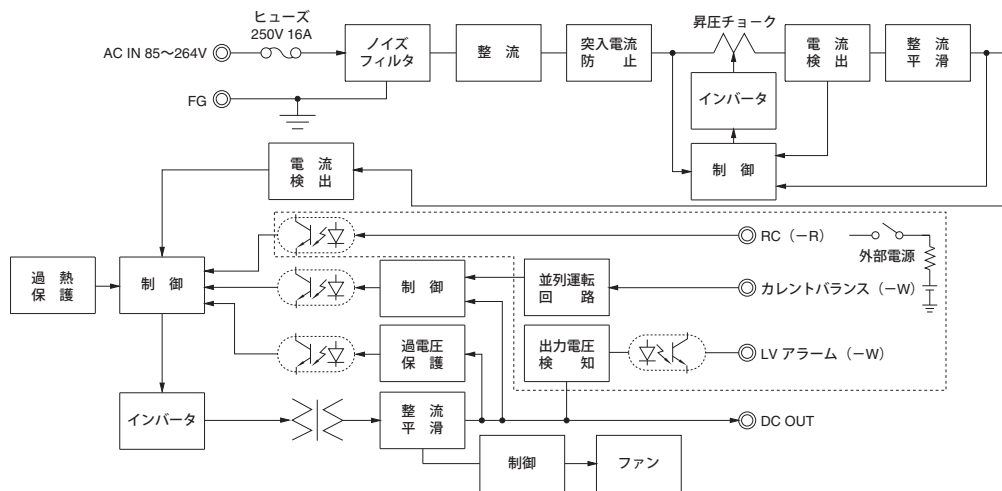 ヒューズ
250V 16A
AC IN 85〜264V
FG
ノイズ
フィルタ
整 流
突入電流
防 止
昇圧チョーク
インバータ
制 御
電 流
検 出
整 流
平 滑
電 流
検 出
RC（−R）
外部電源
過 熱
保 護
制 御
制 御
並列運転
回 路
カレントバランス（−W）
過電圧
保 護
出力電圧
検 知
LV アラーム（−W）
インバータ
整 流
平 滑
DC OUT
制御
ファン